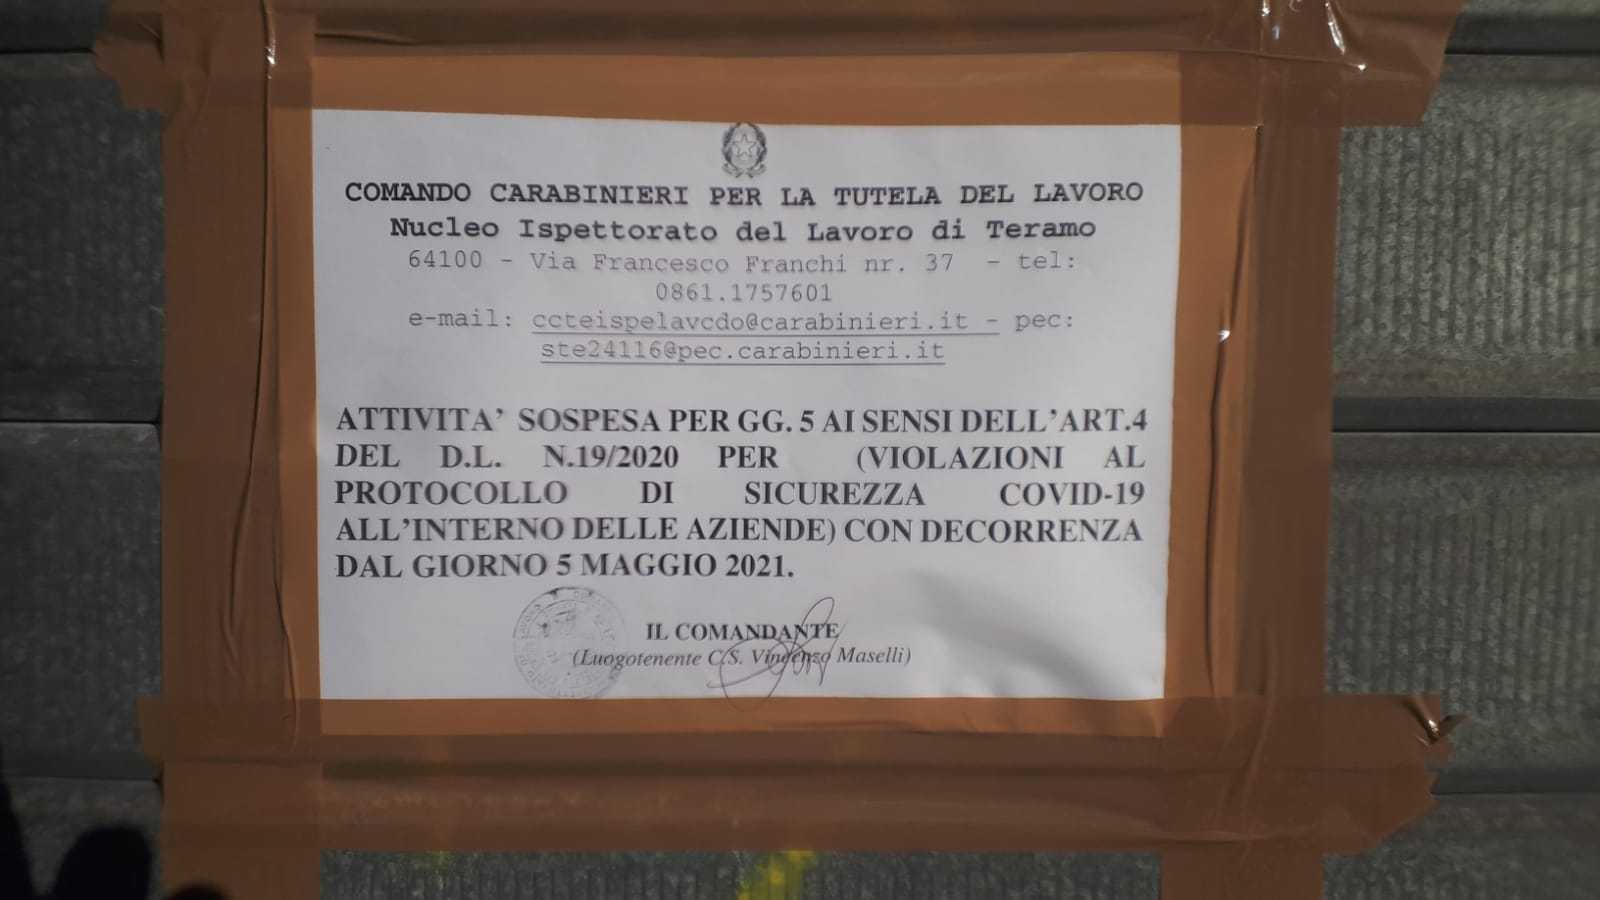 COMANDO CARABINIERI PER LA TUTELA DEL LAVORO
Nucleo Ispettorato del Lavoro di Teramo
64100 - Via Francesco Franchi nr. 37 - tel:
0861.1757601
e-mail: ccteispelavcdo@carabinieri.it - pec:
ste24116@pec.carabinieri.it
ATTIVITA' SOSPESA PER GG. 5 AI SENSI DELL'ART.4
DEL D.L. N.19/2020 PER (VIOLAZIONI AL
PROTOCOLLO DI SICUREZZA COVID-19
ALL'INTERNO DELLE AZIENDE) CON DECORRENZA
DAL GIORNO 5 MAGGIO 2021.
IL COMANDANTE
(Luogotenente C.S. Vincenzo Maselli)